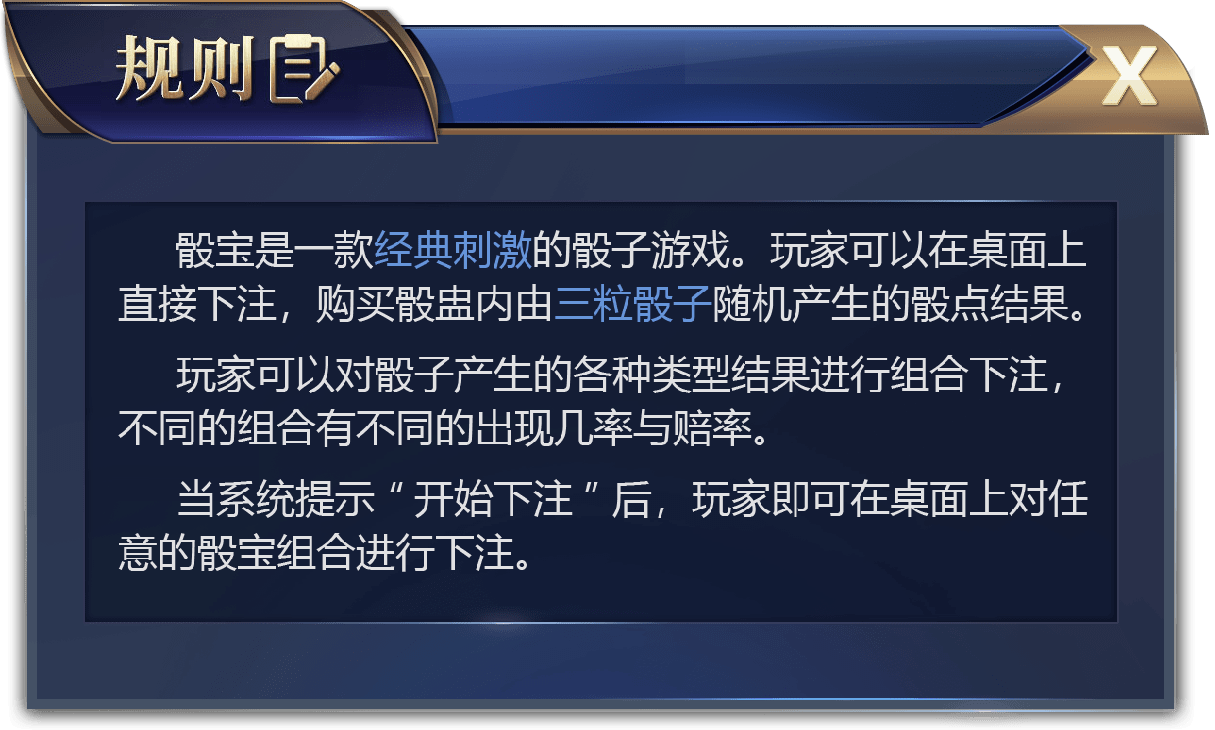 规则
X
骰宝是一款经典刺激的骰子游戏。玩家可以在桌面上
直接下注，购买骰盅内由三粒骰子随机产生的骰点结果。
玩家可以对骰子产生的各种类型结果进行组合下注，
不同的组合有不同的出现几率与赔率。
当系统提示“开始下注”后，玩家即可在桌面上对任
意的骰宝组合进行下注。